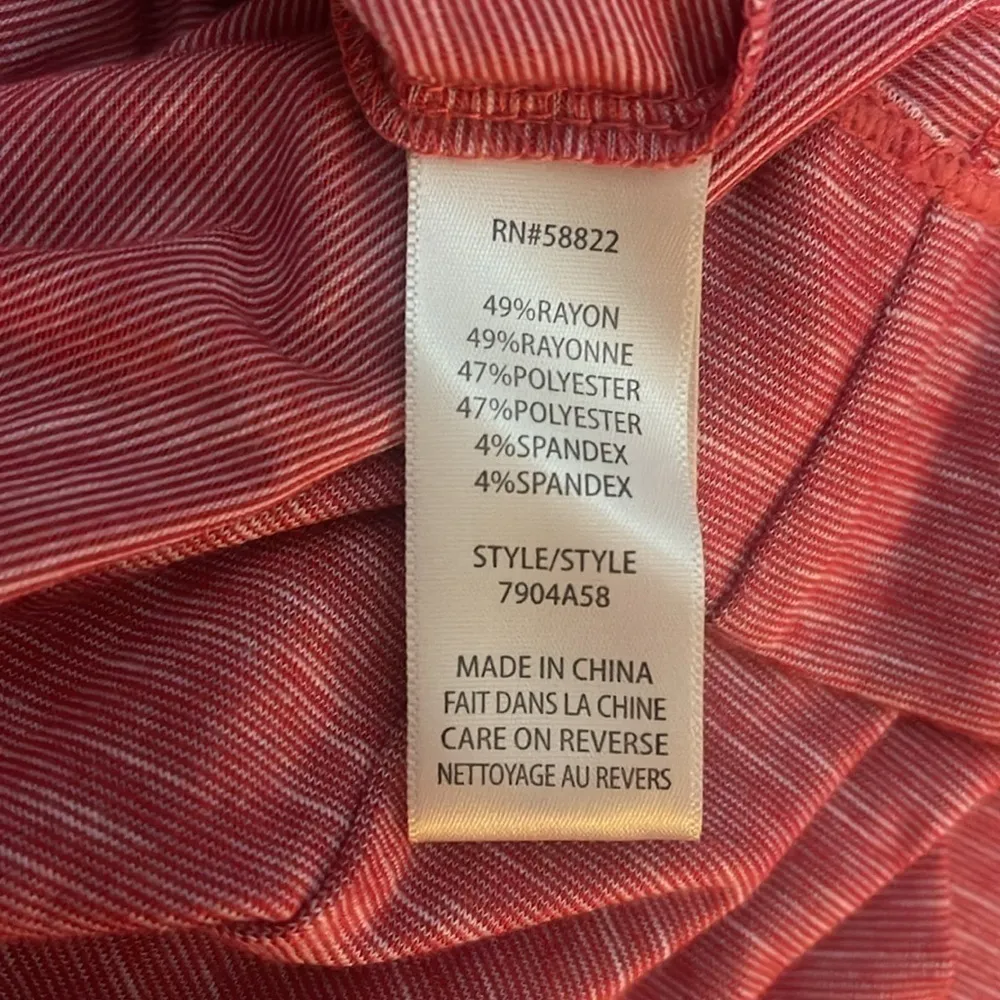 RN#58822
49%RAYON
49%RAYONNE
47%POLYESTER
47%POLYESTER
4%SPANDEX
4%SPANDEX
STYLE/STYLE
7904A58
MADE IN CHINA
FAIT DANS LA CHINE
CARE ON REVERSE
NETTOYAGE AU REVERS